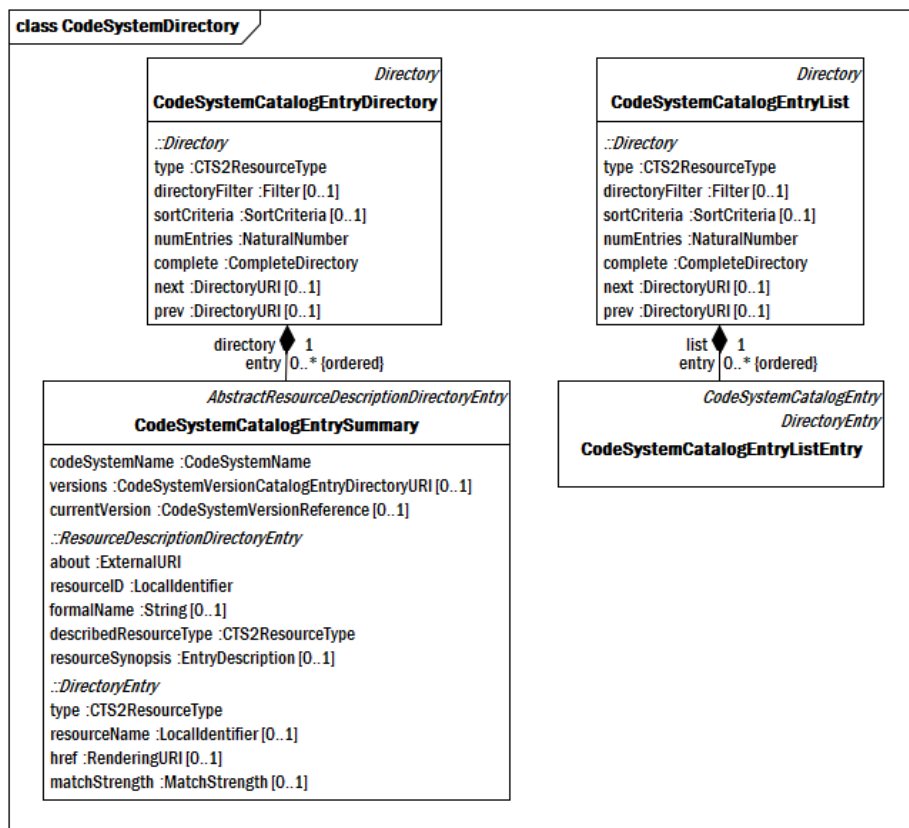 class CodeSystemDirectory
Directory
CodeSystemCatalogEntryDirectory
::Directory
type :CTS2ResourceType
directoryFilter :Filter [0..1]
sortCriteria :SortCriteria [0..1]
numEntries :NaturalNumber
complete :CompleteDirectory
next :DirectoryURI [0..1]
prev :DirectoryURI [0..1]
directory 1
entry 0..* {ordered}
AbstractResourceDescriptionDirectoryEntry
CodeSystemCatalogEntrySummary
codeSystemName :CodeSystemName
versions :CodeSystemVersionCatalogEntryDirectoryURI [0..1]
currentVersion :CodeSystemVersionReference [0..1]
::ResourceDescriptionDirectoryEntry
about :ExternalURI
resourceID :LocalIdentifier
formalName :String [0..1]
describedResourceType :CTS2ResourceType
resourceSynopsis :EntryDescription [0..1]
::DirectoryEntry
type :CTS2ResourceType
resourceName :LocalIdentifier [0..1]
href :RenderingURI [0..1]
matchStrength :MatchStrength [0..1]
Directory
CodeSystemCatalogEntryList
::Directory
type :CTS2ResourceType
directoryFilter :Filter [0..1]
sortCriteria :SortCriteria [0..1]
numEntries :NaturalNumber
complete :CompleteDirectory
next :DirectoryURI [0..1]
prev :DirectoryURI [0..1]
list 1
entry 0..* {ordered}
CodeSystemCatalogEntry
DirectoryEntry
CodeSystemCatalogEntryListEntry